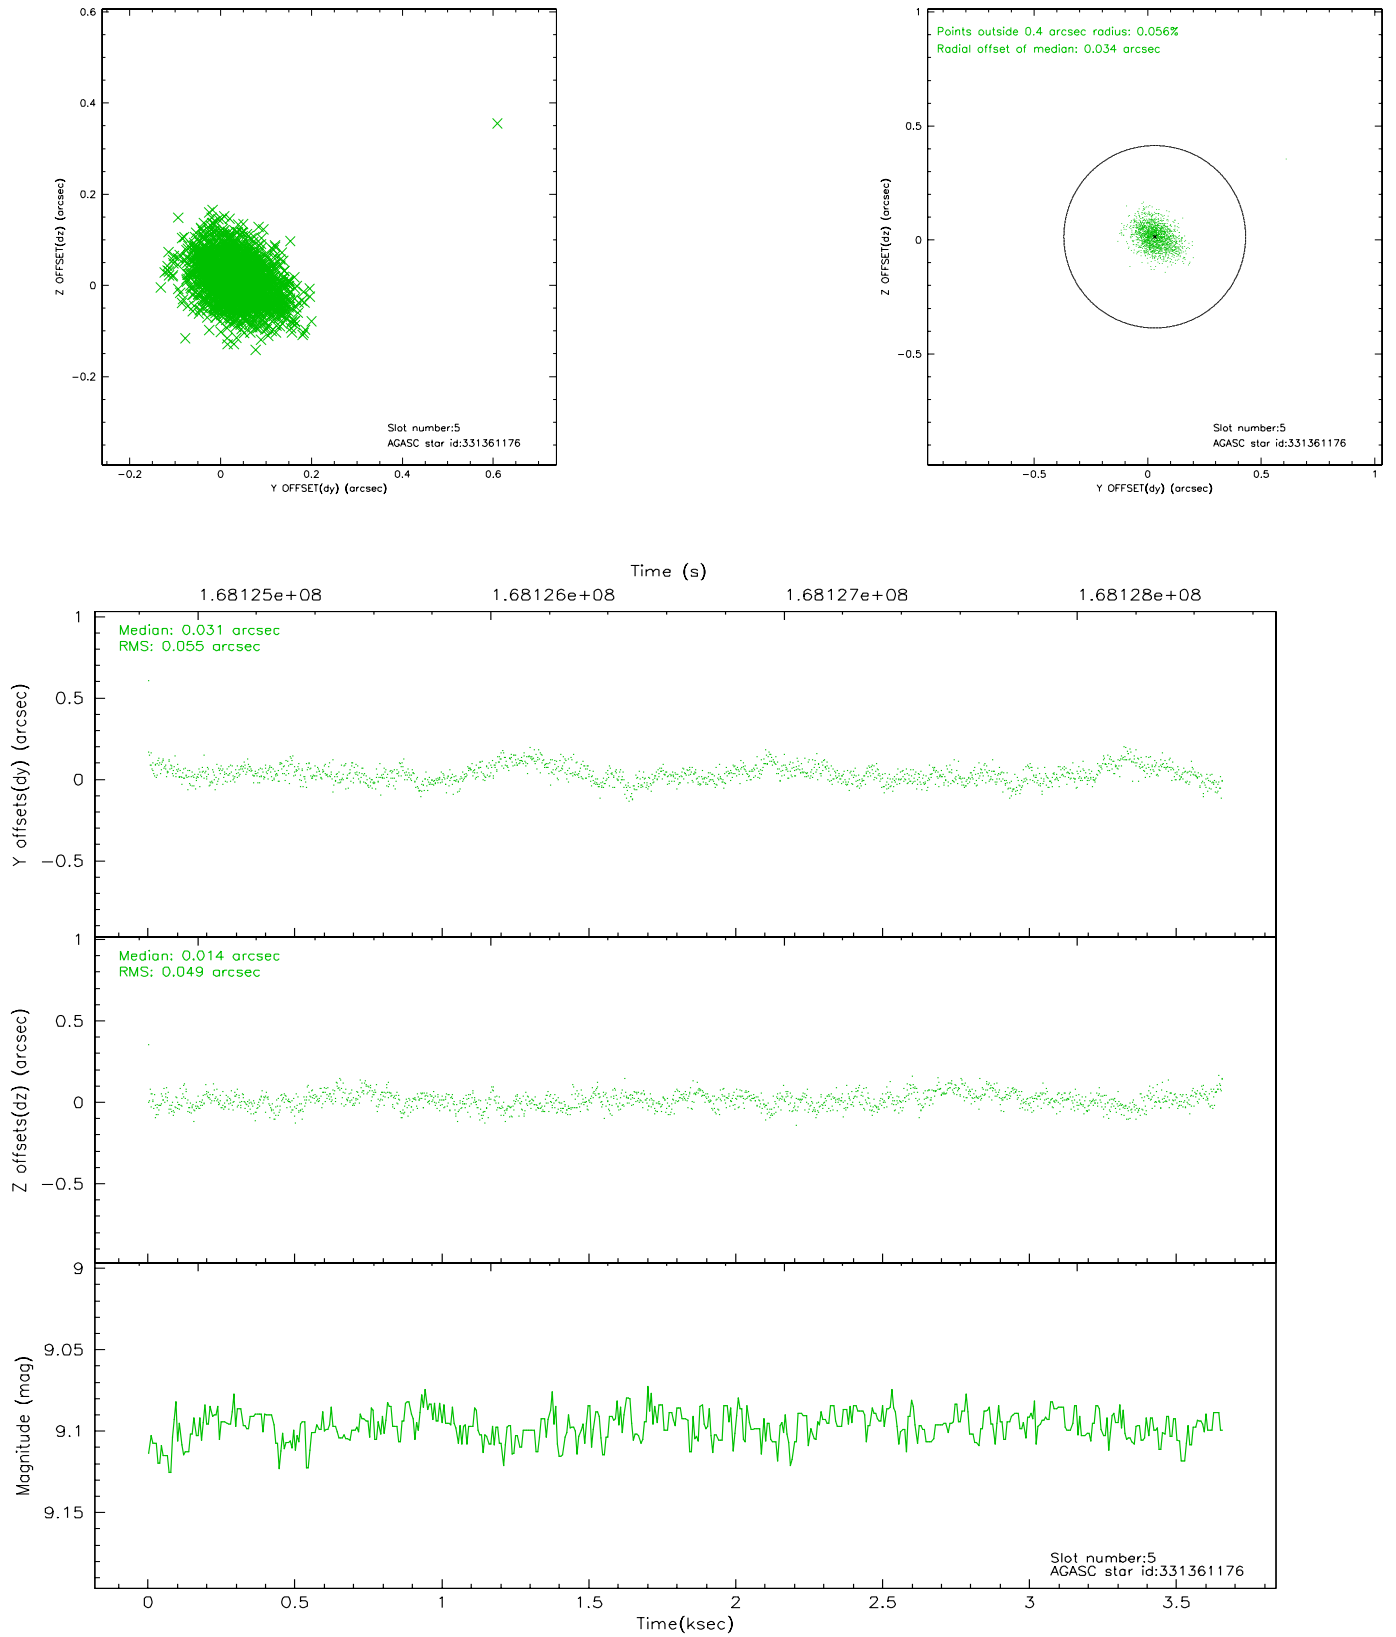 0.6
0.4
0.2
0
−0.2
Z OFFSET(dz) (arcsec)
Slot number:5
AGASC star id:331361176
−0.2 0 0.2 0.4 0.6
Y OFFSET(dy) (arcsec)
1
0.5
0
−0.5
Z OFFSET(dz) (arcsec)
Points outside 0.4 arcsec radius: 0.056%
Radial offset of median: 0.034 arcsec
Slot number:5
AGASC star id:331361176
−0.5 0 0.5 1
Y OFFSET(dy) (arcsec)
Time (s)
1.68125e+08 1.68126e+08 1.68127e+08 1.68128e+08
Median: 0.031 arcsec
RMS: 0.055 arcsec
1
0.5
0
−0.5
Y offsets(dy) (arcsec)
Median: 0.014 arcsec
RMS: 0.049 arcsec
1
0.5
0
−0.5
Z offsets(dz) (arcsec)
9
9.05
9.1
9.15
Magnitude (mag)
Slot number:5
AGASC star id:331361176
0 0.5 1 1.5 2 2.5 3 3.5
Time(ksec)